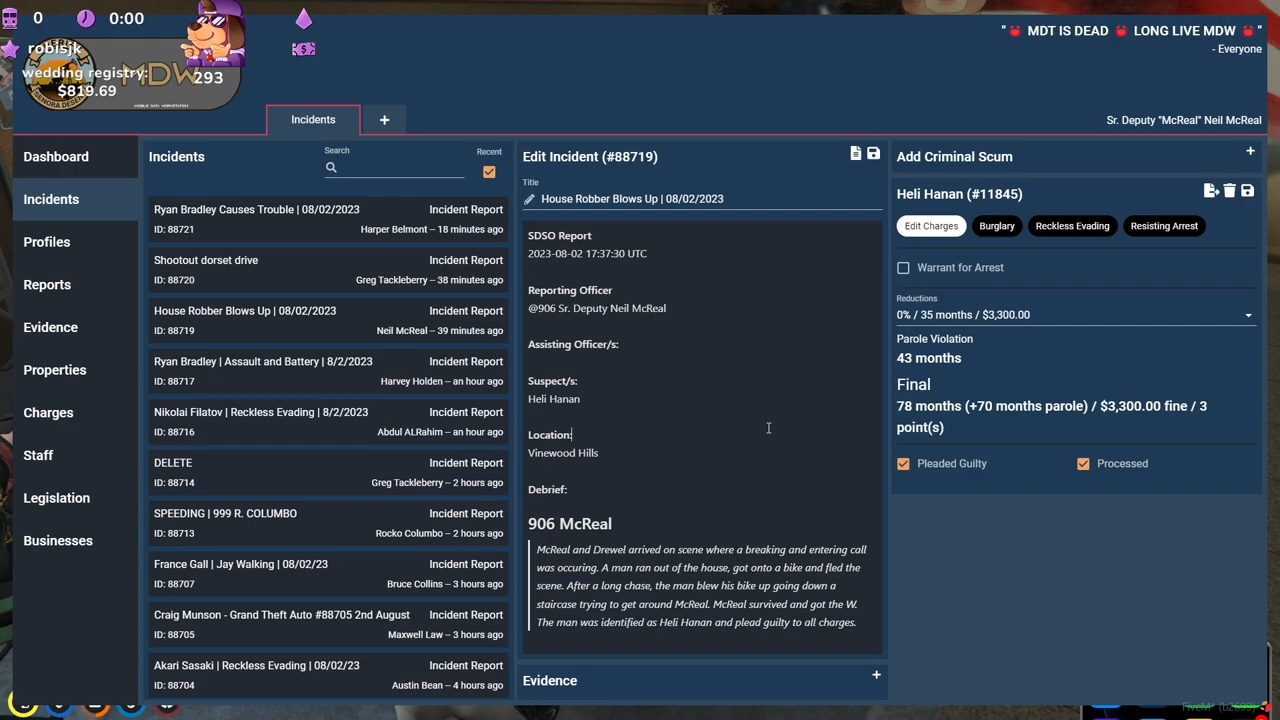 0
0:00
robisjk
wedding registry:
$819.69
293
MDW
MOBILE DATA WORKSTATION
" MDT IS DEAD LONG LIVE MDW "
- Everyone
Incidents
+
Sr. Deputy "McReal" Neil McReal
Dashboard
Incidents
Profiles
Reports
Evidence
Properties
Charges
Staff
Legislation
Businesses
Incidents
Search
Recent
Ryan Bradley Causes Trouble | 08/02/2023 Incident Report
ID: 88721 Harper Belmont – 18 minutes ago
Shootout dorset drive Incident Report
ID: 88720 Greg Tackleberry – 38 minutes ago
House Robber Blows Up | 08/02/2023 Incident Report
ID: 88719 Neil McReal – 39 minutes ago
Ryan Bradley | Assault and Battery | 8/2/2023 Incident Report
ID: 88717 Harvey Holden – an hour ago
Nikolai Filatov | Reckless Evading | 8/2/2023 Incident Report
ID: 88716 Abdul ALRahim – an hour ago
DELETE Incident Report
ID: 88714 Greg Tackleberry – 2 hours ago
SPEEDING | 999 R. COLUMBO Incident Report
ID: 88713 Rocko Columbo – 2 hours ago
France Gall | Jay Walking | 08/02/23 Incident Report
ID: 88707 Bruce Collins – 3 hours ago
Craig Munson - Grand Theft Auto #88705 2nd August Incident Report
ID: 88705 Maxwell Law – 3 hours ago
Akari Sasaki | Reckless Evading | 08/02/23 Incident Report
ID: 88704 Austin Bean – 4 hours ago
Edit Incident (#88719)
Title
House Robber Blows Up | 08/02/2023
SDSO Report
2023-08-02 17:37:30 UTC
Reporting Officer
@906 Sr. Deputy Neil McReal
Assisting Officer/s:
Suspect/s:
Heli Hanan
Location:
Vinewood Hills
Debrief:
906 McReal
McReal and Drewel arrived on scene where a breaking and entering call
was occuring. A man ran out of the house, got onto a bike and fled the
scene. After a long chase, the man blew his bike up going down a
staircase trying to get around McReal. McReal survived and got the W.
The man was identified as Heli Hanan and plead guilty to all charges.
Evidence
+
Add Criminal Scum
+
Heli Hanan (#11845)
Edit Charges Burglary Reckless Evading Resisting Arrest
Warrant for Arrest
Reductions
0% / 35 months / $3,300.00
Parole Violation
43 months
Final
78 months (+70 months parole) / $3,300.00 fine / 3
point(s)
Pleaded Guilty Processed
FiveM (b2699)